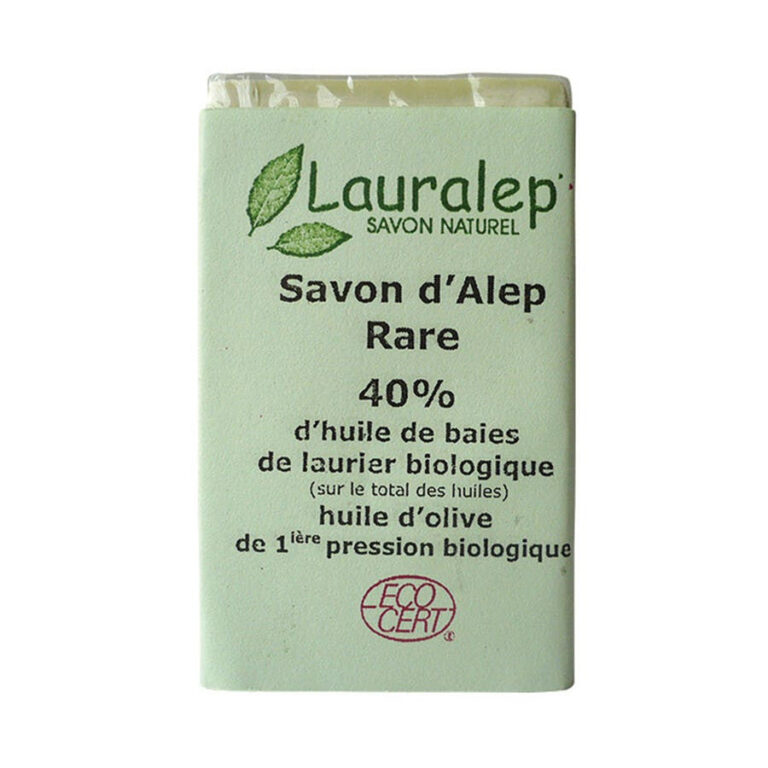 Lauralep
SAVON NATUREL
Savon d'Alep
Rare
40%
d'huile de baies
de laurier biologique
(sur le total des huiles)
huile d'olive
de 1ière pression biologique
ECO
CERT
®